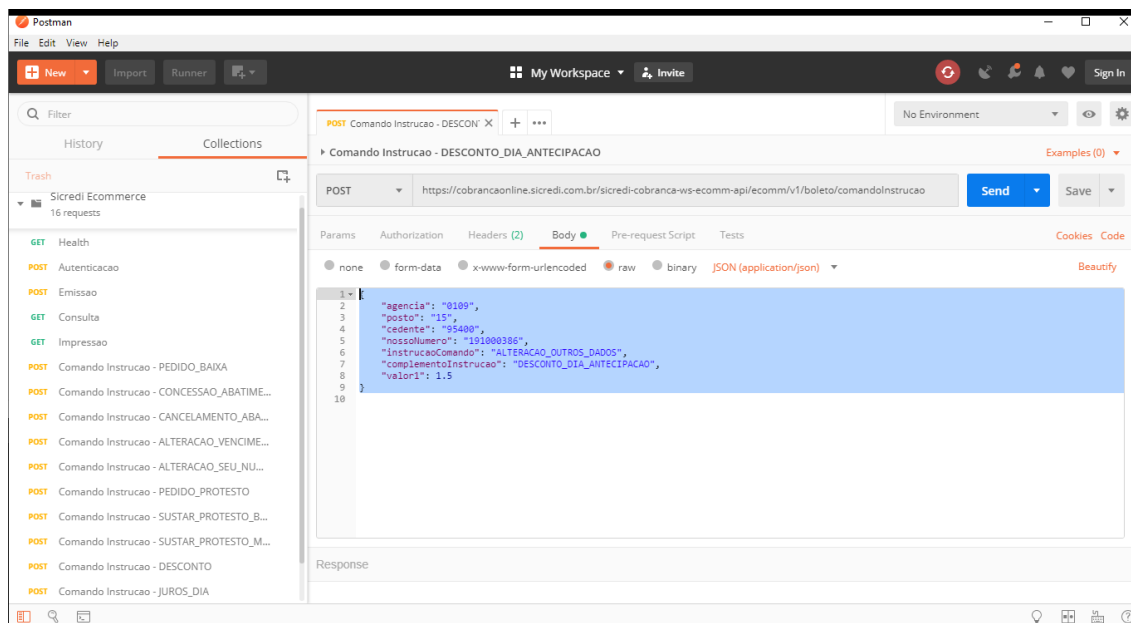 Postman
File Edit View Help
New Import Runner My Workspace Invite Sign In
Filter
History Collections
Trash
Sicredi Ecommerce
16 requests
GET Health
POST Autenticacao
POST Emissao
GET Consulta
GET Impressao
POST Comando Instrucao - PEDIDO_BAIXA
POST Comando Instrucao - CONCESSAO_ABATIME...
POST Comando Instrucao - CANCELAMENTO_ABA...
POST Comando Instrucao - ALTERACAO_VENCIME...
POST Comando Instrucao - ALTERACAO_SEU_NU...
POST Comando Instrucao - PEDIDO_PROTESTO
POST Comando Instrucao - SUSTAR_PROTESTO_B...
POST Comando Instrucao - SUSTAR_PROTESTO_M...
POST Comando Instrucao - DESCONTO
POST Comando Instrucao - JUROS_DIA
POST Comando Instrucao - DESCON
No Environment
Comando Instrucao - DESCONTO_DIA_ANTECIPACAO Examples (0)
POST https://cobrancaonline.sicredi.com.br/sicredi-cobranca-ws-ecomm-api/ecomm/v1/boleto/comandoInstrucao Send Save
Params Authorization Headers (2) Body Pre-request Script Tests Cookies Code
none form-data x-www-form-urlencoded raw binary JSON (application/json) Beautify
1 {
2 "agencia": "0109",
3 "posto": "15",
4 "cedente": "95400",
5 "nossoNumero": "191000386",
6 "instrucaoComando": "ALTERACAO_OUTROS_DADOS",
7 "complementoInstrucao": "DESCONTO_DIA_ANTECIPACAO",
8 "valor1": 1.5
9 }
10
Response